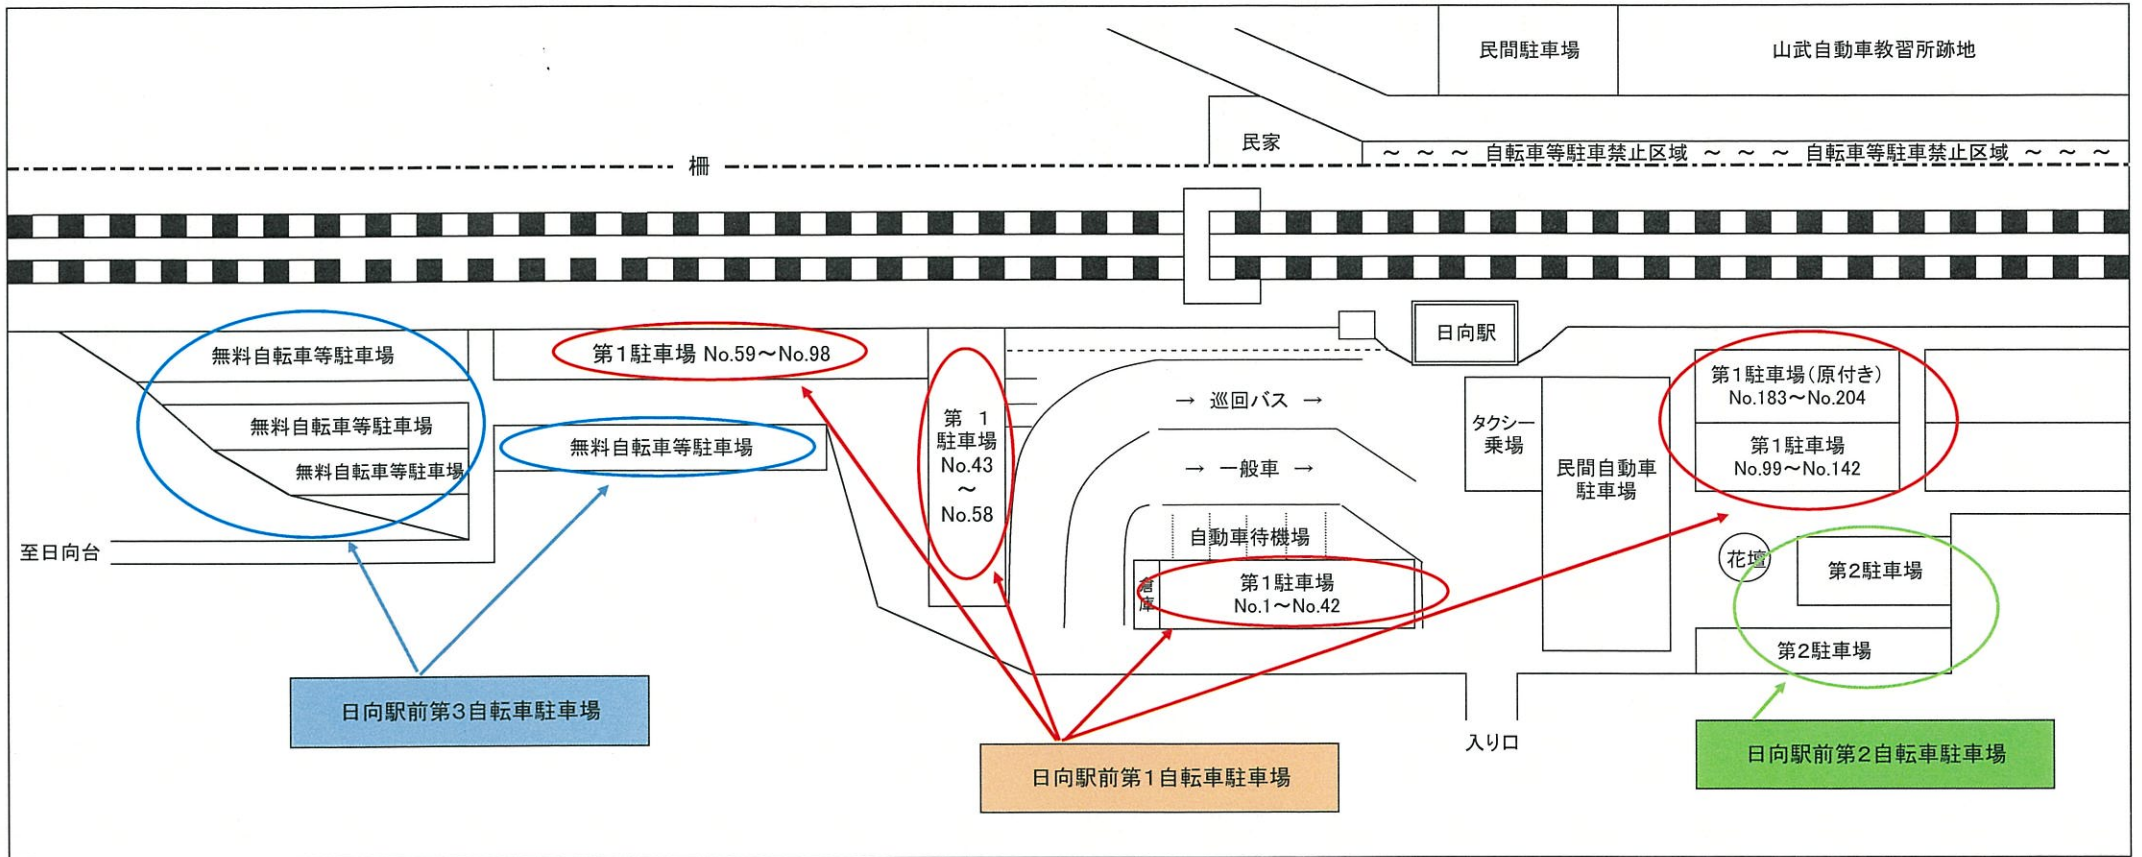 民間駐車場
山武自動車教習所跡地
民家
～ ～ ～ 自転車等駐車禁止区域 ～ ～ ～ 自転車等駐車禁止区域 ～ ～ ～
柵
日向駅
無料自転車等駐車場
無料自転車等駐車場
無料自転車等駐車場
第1駐車場 No.59～No.98
無料自転車等駐車場
第 1
駐車場
No.43
～
No.58
→ 巡回バス →
→ 一般車 →
自動車待機場
倉
庫
第1駐車場
No.1～No.42
タクシー
乗場
民間自動車
駐車場
第1駐車場(原付き)
No.183～No.204
第1駐車場
No.99～No.142
花壇
第2駐車場
第2駐車場
至日向台
入り口
日向駅前第3自転車駐車場
日向駅前第1自転車駐車場
日向駅前第2自転車駐車場